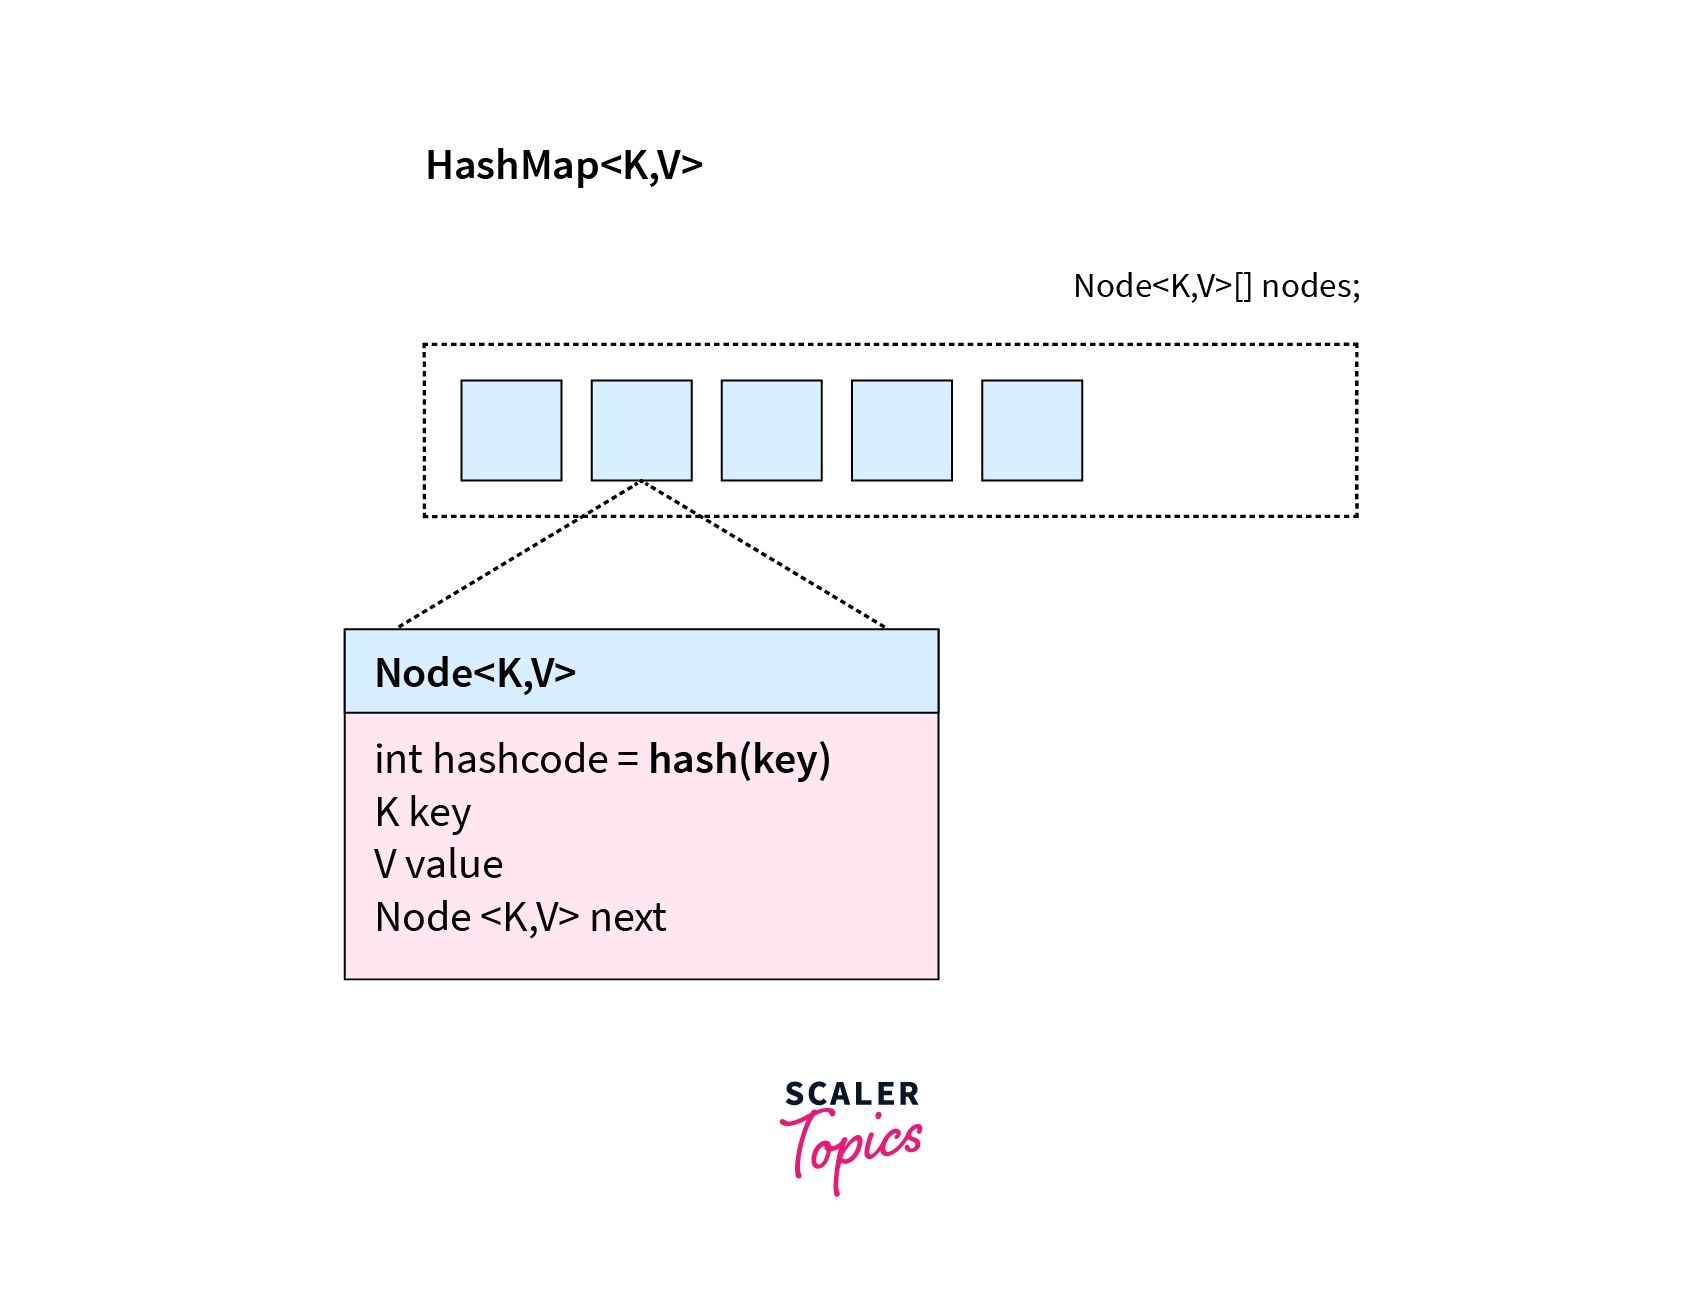 HashMap<K,V>
Node<K,V>[] nodes;
Node<K,V>
int hashcode = hash(key)
K key
V value
Node <K,V> next
SCALER
Topics